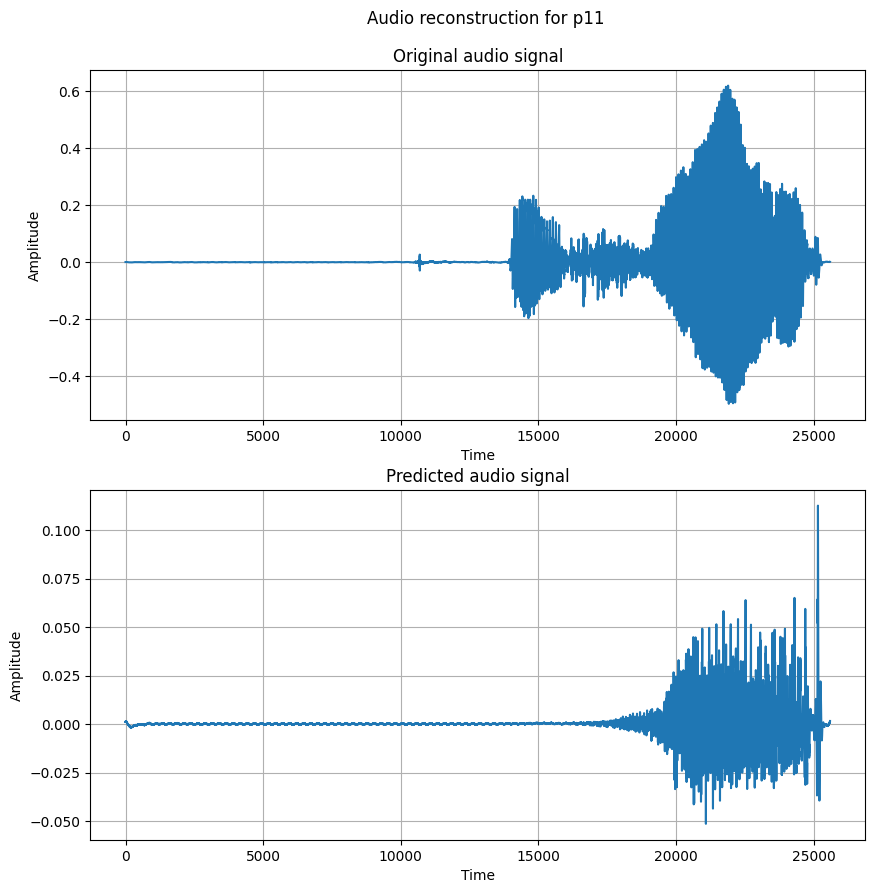 Audio reconstruction for p11
Original audio signal
0.6
0.4
0.2
0.0
−0.2
−0.4
Amplitude
0 5000 10000 15000 20000 25000
Time
Predicted audio signal
0.100
0.075
0.050
0.025
0.000
−0.025
−0.050
Amplitude
0 5000 10000 15000 20000 25000
Time